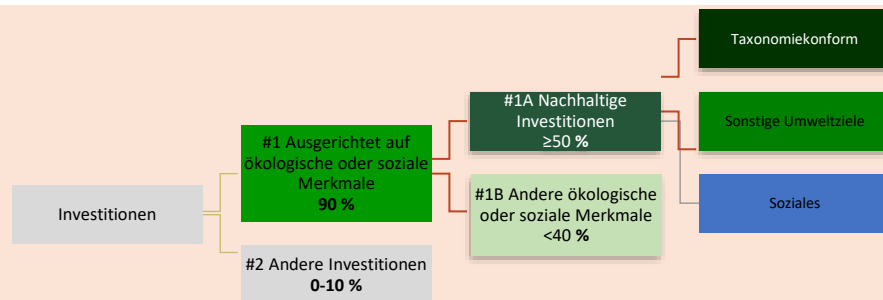 Investitionen
#1 Ausgerichtet auf
ökologische oder soziale
Merkmale
90 %
#2 Andere Investitionen
0-10 %
#1A Nachhaltige
Investitionen
≥50 %
#1B Andere ökologische
oder soziale Merkmale
<40 %
Taxonomiekonform
Sonstige Umweltziele
Soziales